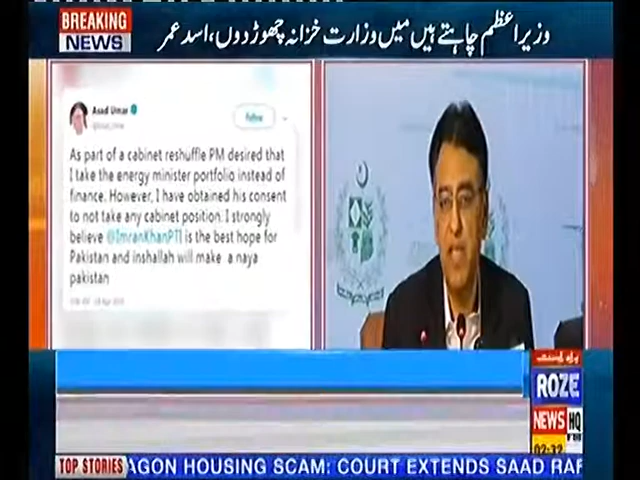 BREAKING
NEWS
وزیراعظم چاہتے ہیں میں وزارت خزانہ چھوڑ دوں، اسد عمر
Asad Umar
Follow
As part of a cabinet reshuffle PM desired that
I take the energy minister portfolio instead of
finance. However, I have obtained his consent
to not take any cabinet position. I strongly
believe @ImranKhanPTI is the best hope for
Pakistan and inshallah will make a naya
pakistan
ROZE
NEWS HQ
02:32
TOP STORIES AGON HOUSING SCAM: COURT EXTENDS SAAD RAF